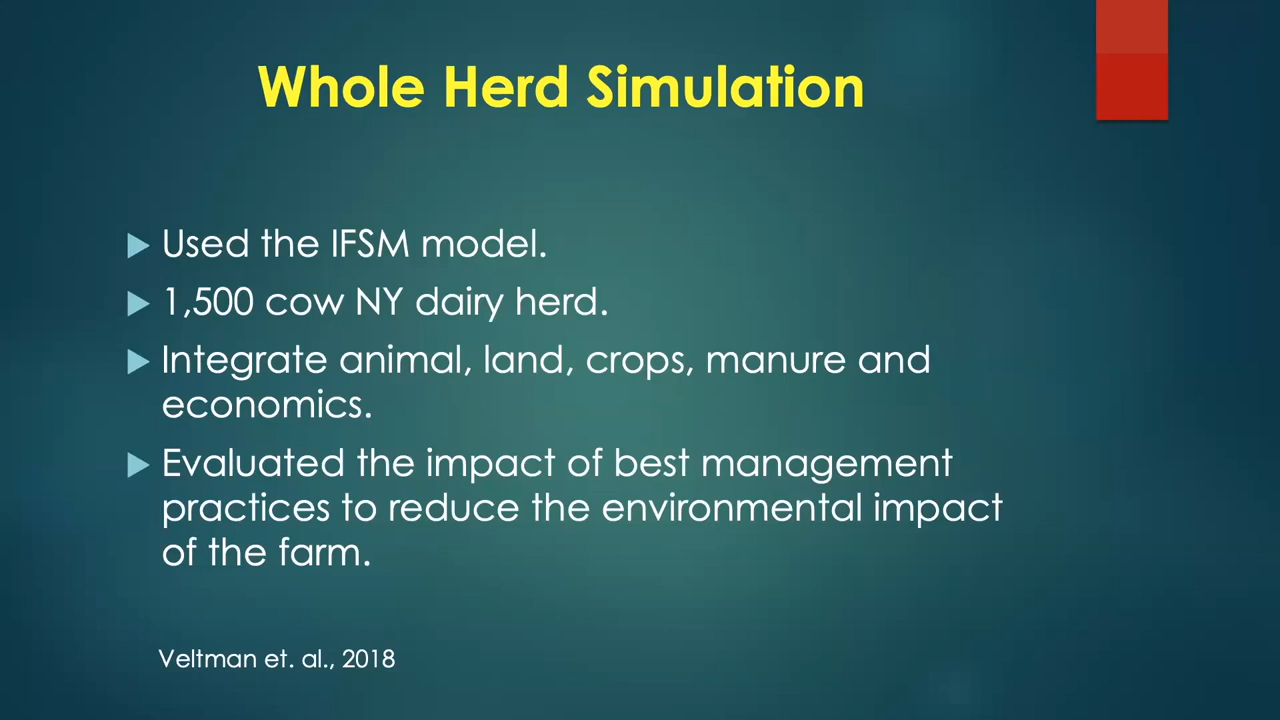 Whole Herd Simulation
Used the IFSM model.
1,500 cow NY dairy herd.
Integrate animal, land, crops, manure and
economics.
Evaluated the impact of best management
practices to reduce the environmental impact
of the farm.
Veltman et. al., 2018